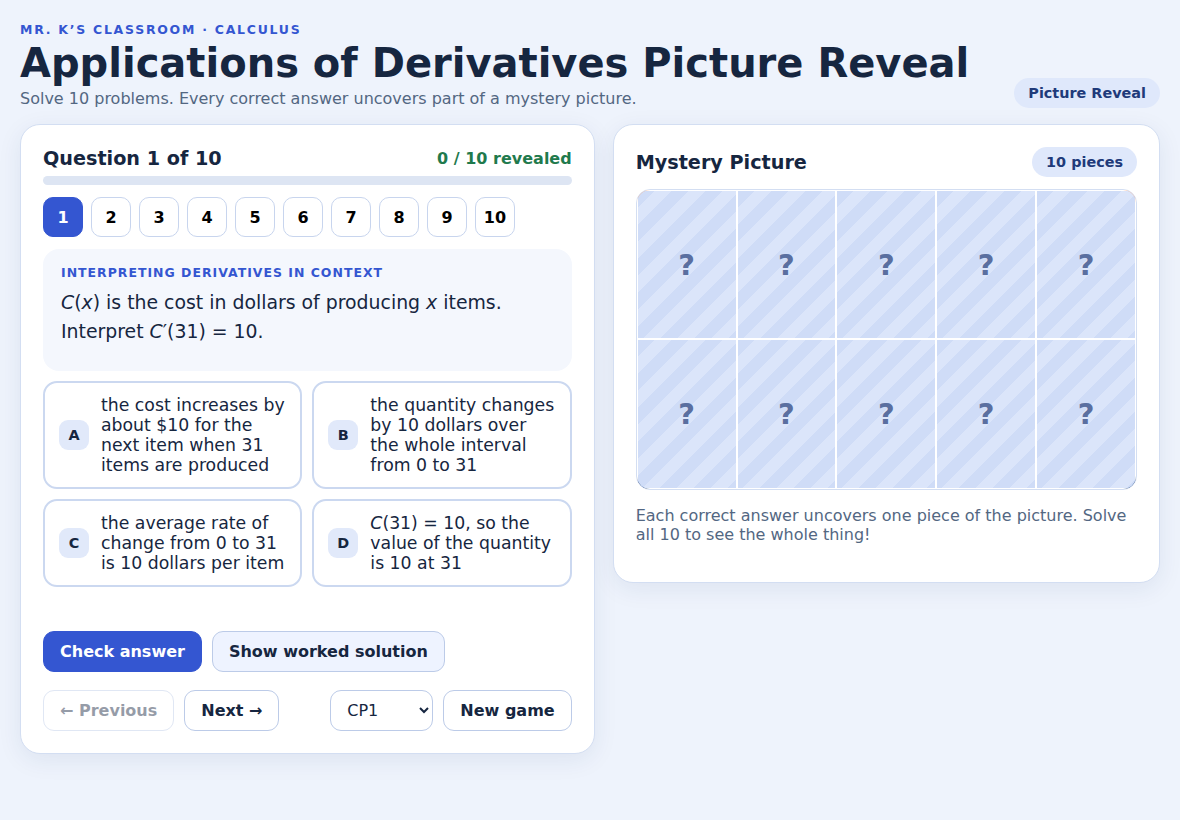 MR. K’S CLASSROOM · CALCULUS
Applications of Derivatives Picture Reveal
Solve 10 problems. Every correct answer uncovers part of a mystery picture.
Picture Reveal
Question 1 of 10
0 / 10 revealed
1 2 3 4 5 6 7 8 9 10
INTERPRETING DERIVATIVES IN CONTEXT
C(x) is the cost in dollars of producing x items.
Interpret C′(31) = 10.
A
the cost increases by
about $10 for the
next item when 31
items are produced
B
the quantity changes
by 10 dollars over
the whole interval
from 0 to 31
C
the average rate of
change from 0 to 31
is 10 dollars per item
D
C(31) = 10, so the
value of the quantity
is 10 at 31
Check answer
Show worked solution
← Previous
Next →
CP1
New game
Mystery Picture
10 pieces
? ? ? ? ?
? ? ? ? ?
Each correct answer uncovers one piece of the picture. Solve
all 10 to see the whole thing!